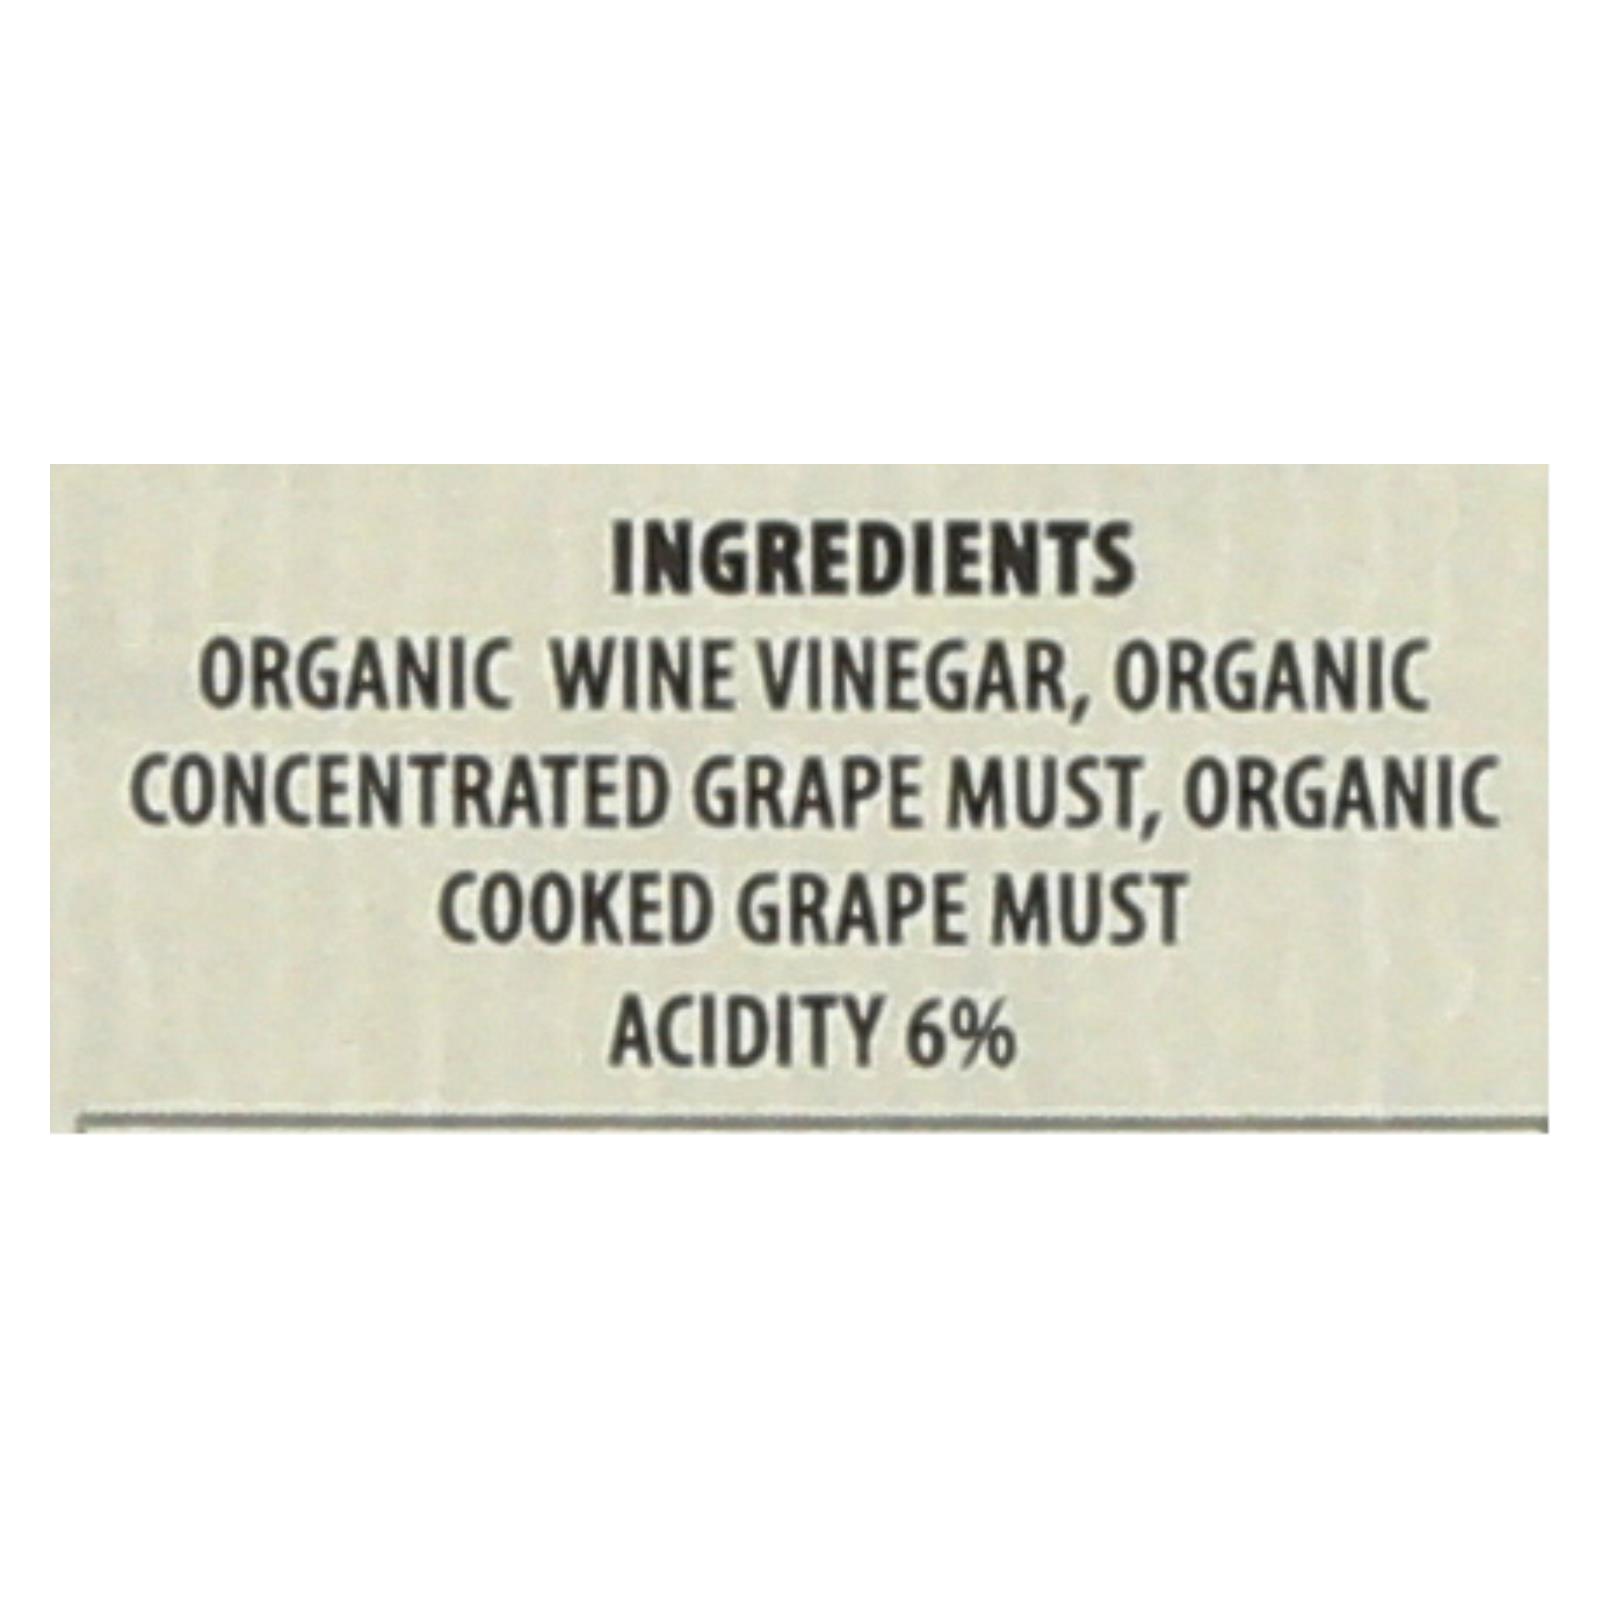 INGREDIENTS
ORGANIC WINE VINEGAR, ORGANIC
CONCENTRATED GRAPE MUST, ORGANIC
COOKED GRAPE MUST
ACIDITY 6%